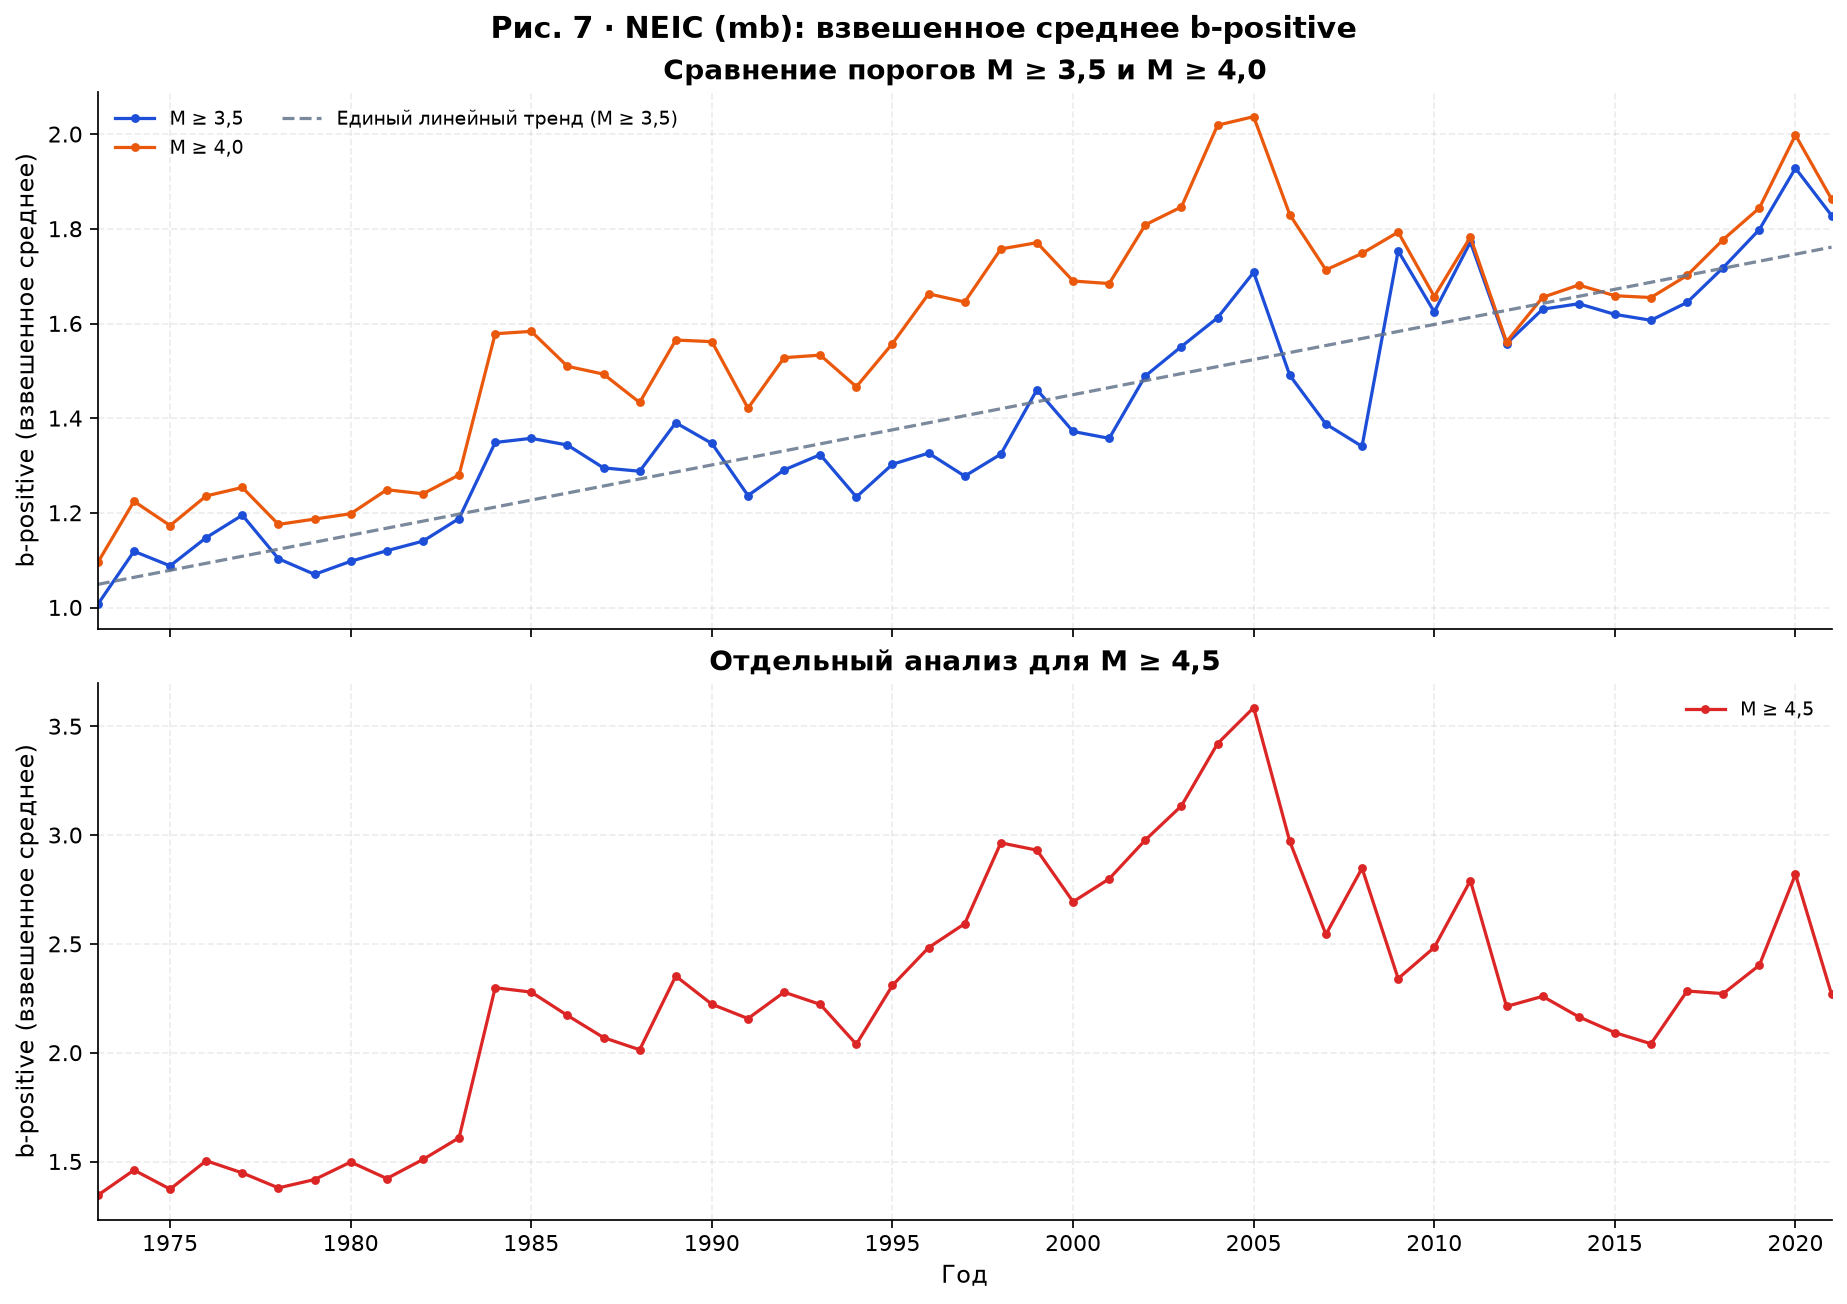 Рис. 7 · NEIC (mb): взвешенное среднее b-positive
Сравнение порогов M ≥ 3,5 и M ≥ 4,0
M ≥ 3,5
Единый линейный тренд (M ≥ 3,5)
M ≥ 4,0
b-positive (взвешенное среднее)
2.0
1.8
1.6
1.4
1.2
1.0
Отдельный анализ для M ≥ 4,5
M ≥ 4,5
b-positive (взвешенное среднее)
3.5
3.0
2.5
2.0
1.5
1975 1980 1985 1990 1995 2000 2005 2010 2015 2020
Год